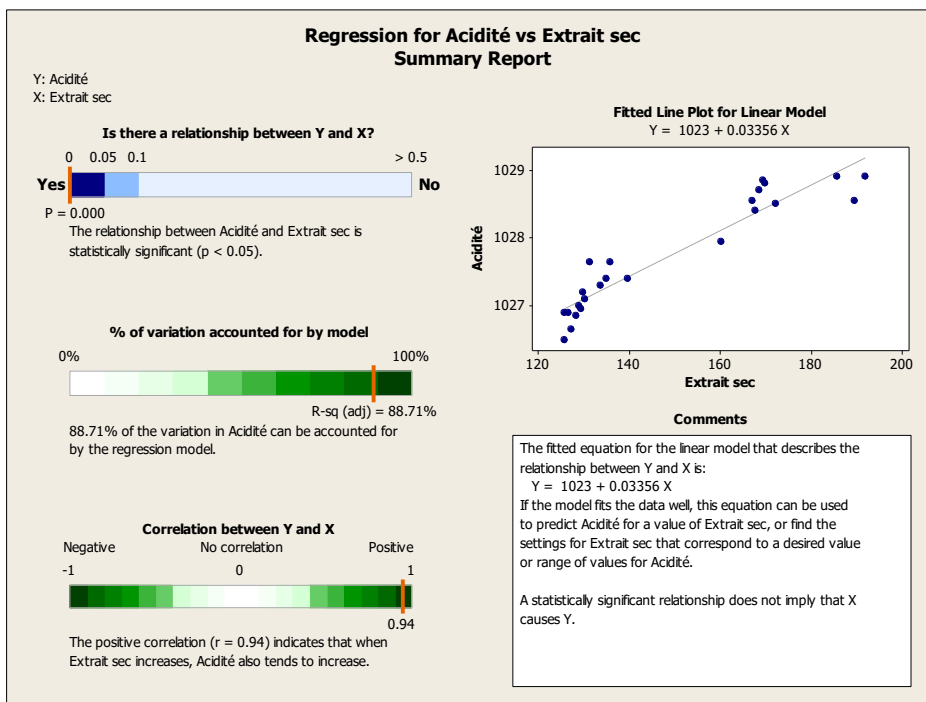 Regression for Acidité vs Extrait sec
Summary Report
Y: Acidité
X: Extrait sec
Is there a relationship between Y and X?
0 0.05 0.1 > 0.5
Yes No
P = 0.000
The relationship between Acidité and Extrait sec is
statistically significant (p < 0.05).
% of variation accounted for by model
0% 100%
R-sq (adj) = 88.71%
88.71% of the variation in Acidité can be accounted for
by the regression model.
Correlation between Y and X
Negative No correlation Positive
-1 0 1
0.94
The positive correlation (r = 0.94) indicates that when
Extrait sec increases, Acidité also tends to increase.
Fitted Line Plot for Linear Model
Y = 1023 + 0.03356 X
1029
1028
1027
Acidité
120 140 160 180 200
Extrait sec
Comments
The fitted equation for the linear model that describes the
relationship between Y and X is:
Y = 1023 + 0.03356 X
If the model fits the data well, this equation can be used
to predict Acidité for a value of Extrait sec, or find the
settings for Extrait sec that correspond to a desired value
or range of values for Acidité.
A statistically significant relationship does not imply that X
causes Y.